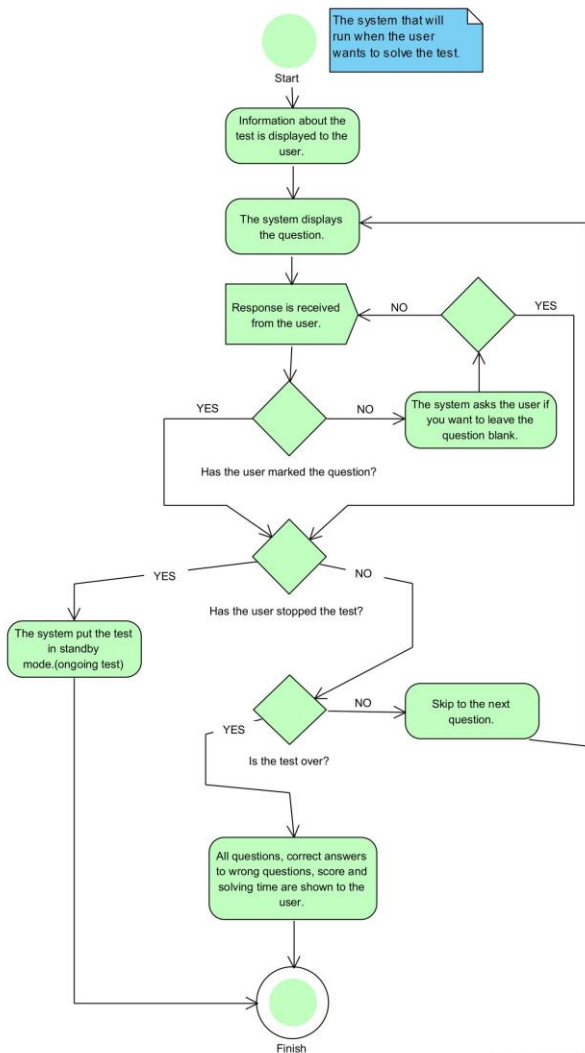 The system that will
run when the user
wants to solve the test.
Start
Information about the
test is displayed to the
user.
The system displays
the question.
Response is received
from the user.
NO
YES
The system asks the user if
you want to leave the
question blank.
YES
NO
Has the user marked the question?
YES
NO
Has the user stopped the test?
The system put the test
in standby
mode.(ongoing test)
Skip to the next
question.
NO
YES
Is the test over?
All questions, correct answers
to wrong questions, score and
solving time are shown to the
user.
Finish